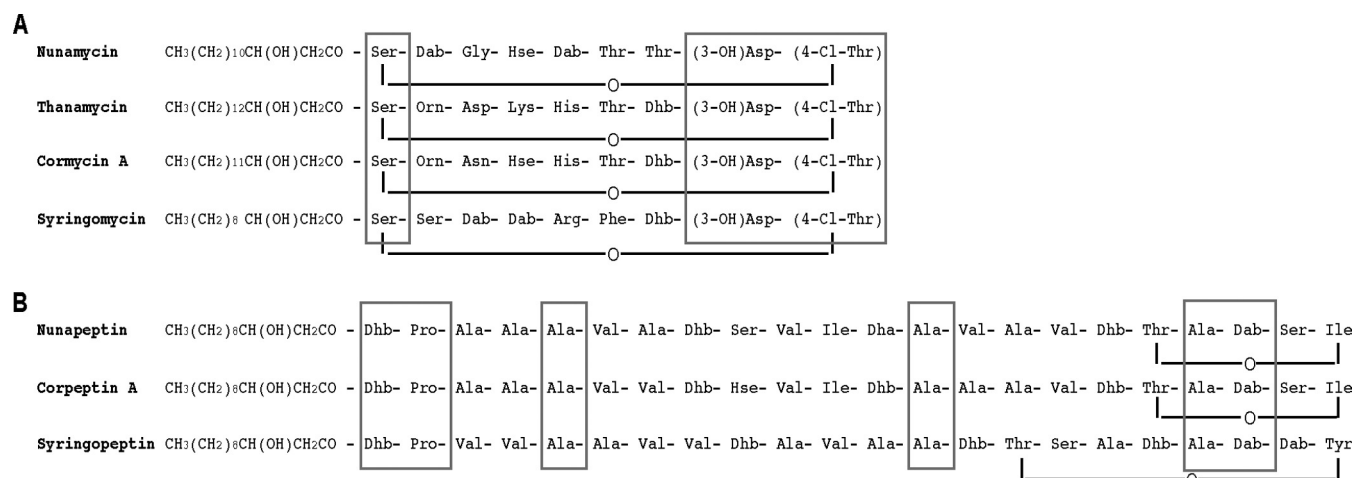 A
Nunamycin CH3(CH2)10CH(OH)CH2CO - Ser- Dab- Gly- Hse- Dab- Thr- Thr- (3-OH)Asp- (4-Cl-Thr)
O
Thanamycin CH3(CH2)12CH(OH)CH2CO - Ser- Orn- Asp- Lys- His- Thr- Dhb- (3-OH)Asp- (4-Cl-Thr)
O
Cormycin A CH3(CH2)11CH(OH)CH2CO - Ser- Orn- Asn- Hse- His- Thr- Dhb- (3-OH)Asp- (4-Cl-Thr)
O
Syringomycin CH3(CH2)8 CH(OH)CH2CO - Ser- Ser- Dab- Dab- Arg- Phe- Dhb- (3-OH)Asp- (4-Cl-Thr)
O
B
Nunapeptin CH3(CH2)8CH(OH)CH2CO - Dhb- Pro- Ala- Ala- Ala- Val- Ala- Dhb- Ser- Val- Ile- Dha- Ala- Val- Ala- Val- Dhb- Thr- Ala- Dab- Ser- Ile
O
Corpeptin A CH3(CH2)8CH(OH)CH2CO - Dhb- Pro- Ala- Ala- Ala- Val- Val- Dhb- Hse- Val- Ile- Dhb- Ala- Ala- Ala- Val- Dhb- Thr- Ala- Dab- Ser- Ile
O
Syringopeptin CH3(CH2)8CH(OH)CH2CO - Dhb- Pro- Val- Val- Ala- Ala- Val- Val- Dhb- Ala- Val- Ala- Ala- Dhb- Thr- Ser- Ala- Dhb- Ala- Dab- Dab- Tyr
O